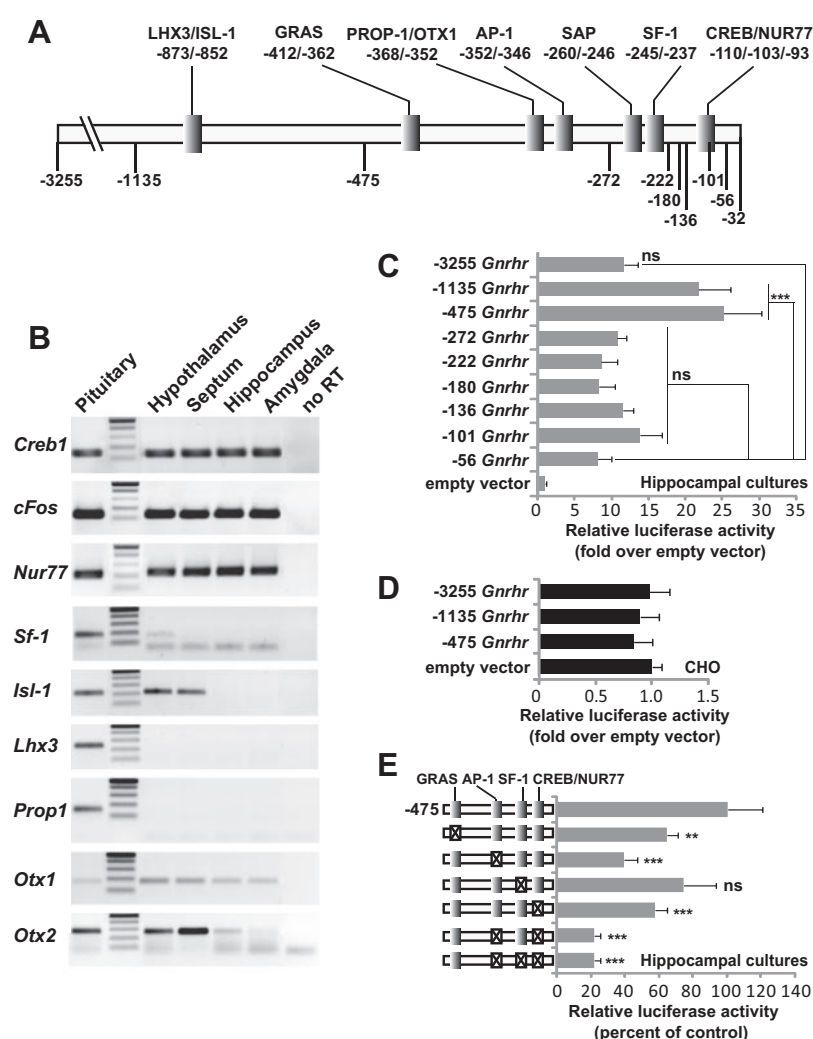 A
LHX3/ISL-1 GRAS PROP-1/OTX1 AP-1 SAP SF-1 CREB/NUR77
-873/-852 -412/-362 -368/-352 -352/-346 -260/-246 -245/-237 -110/-103/-93
-3255 -1135 -475 -272 -222 -101
-180 -56
-136 -32
B
Pituitary Hypothalamus Septum Hippocampus Amygdala no RT
Creb1
cFos
Nur77
Sf-1
Isl-1
Lhx3
Prop1
Otx1
Otx2
C
-3255 Gnrhr ns
-1135 Gnrhr
***
-475 Gnrhr
-272 Gnrhr
-222 Gnrhr
ns
-180 Gnrhr
-136 Gnrhr
-101 Gnrhr
-56 Gnrhr
empty vector Hippocampal cultures
0 5 10 15 20 25 30 35
Relative luciferase activity
(fold over empty vector)
D
-3255 Gnrhr
-1135 Gnrhr
-475 Gnrhr
empty vector CHO
0 0.5 1.0 1.5
Relative luciferase activity
(fold over empty vector)
E
GRAS AP-1 SF-1 CREB/NUR77
-475
**
***
ns
***
***
*** Hippocampal cultures
0 20 40 60 80 100 120 140
Relative luciferase activity
(percent of control)